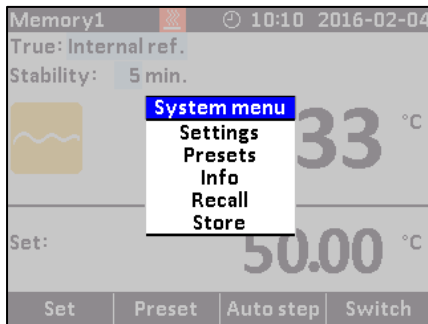 Memory1 10:10 2016-02-04
True: Internal ref.
Stability: 5 min.
System menu
Settings
Presets
Info
Recall
Store
33 °C
Set: 50.00 °C
Set Preset Auto step Switch